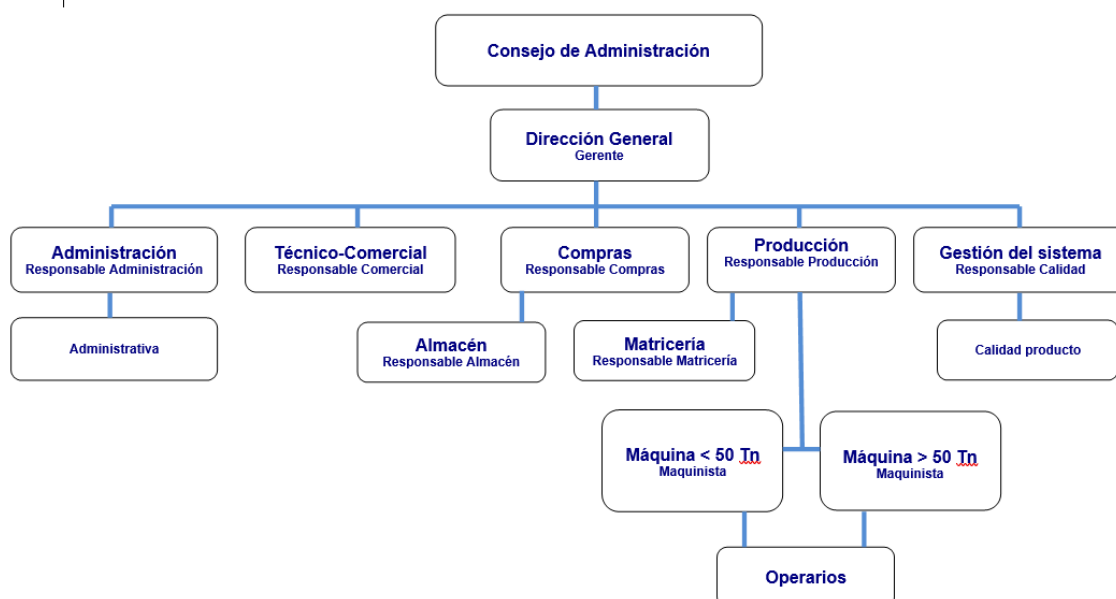 Consejo de Administración
Dirección General
Gerente
Administración
Responsable Administración
Técnico-Comercial
Responsable Comercial
Compras
Responsable Compras
Producción
Responsable Producción
Gestión del sistema
Responsable Calidad
Administrativa
Almacén
Responsable Almacén
Matricería
Responsable Matricería
Calidad producto
Máquina < 50 Tn
Maquinista
Máquina > 50 Tn
Maquinista
Operarios